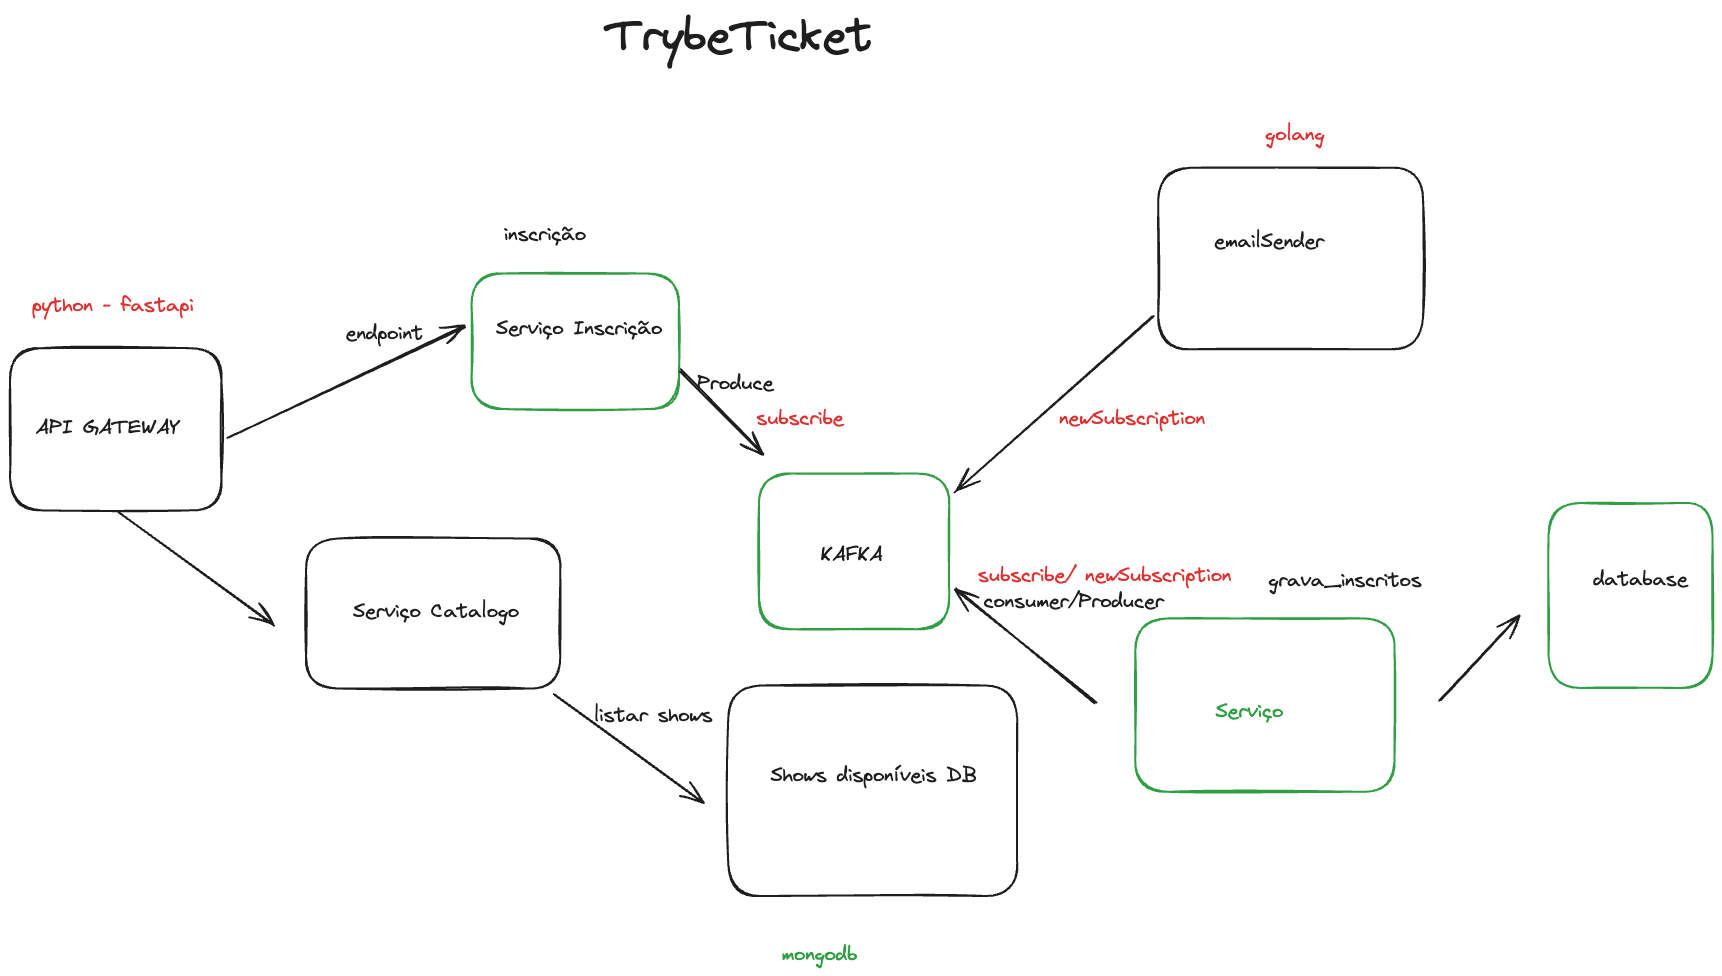 TrybeTicket
golang
emailSender
inscrição
python - fastapi
endpoint
Serviço Inscrição
Produce
subscribe
newSubscription
API GATEWAY
KAFKA
subscribe/ newSubscription
consumer/Producer
grava_inscritos
database
Serviço Catalogo
Serviço
listar shows
Shows disponíveis DB
mongodb